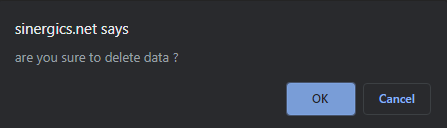 sinergics.net says
are you sure to delete data ?
OK
Cancel